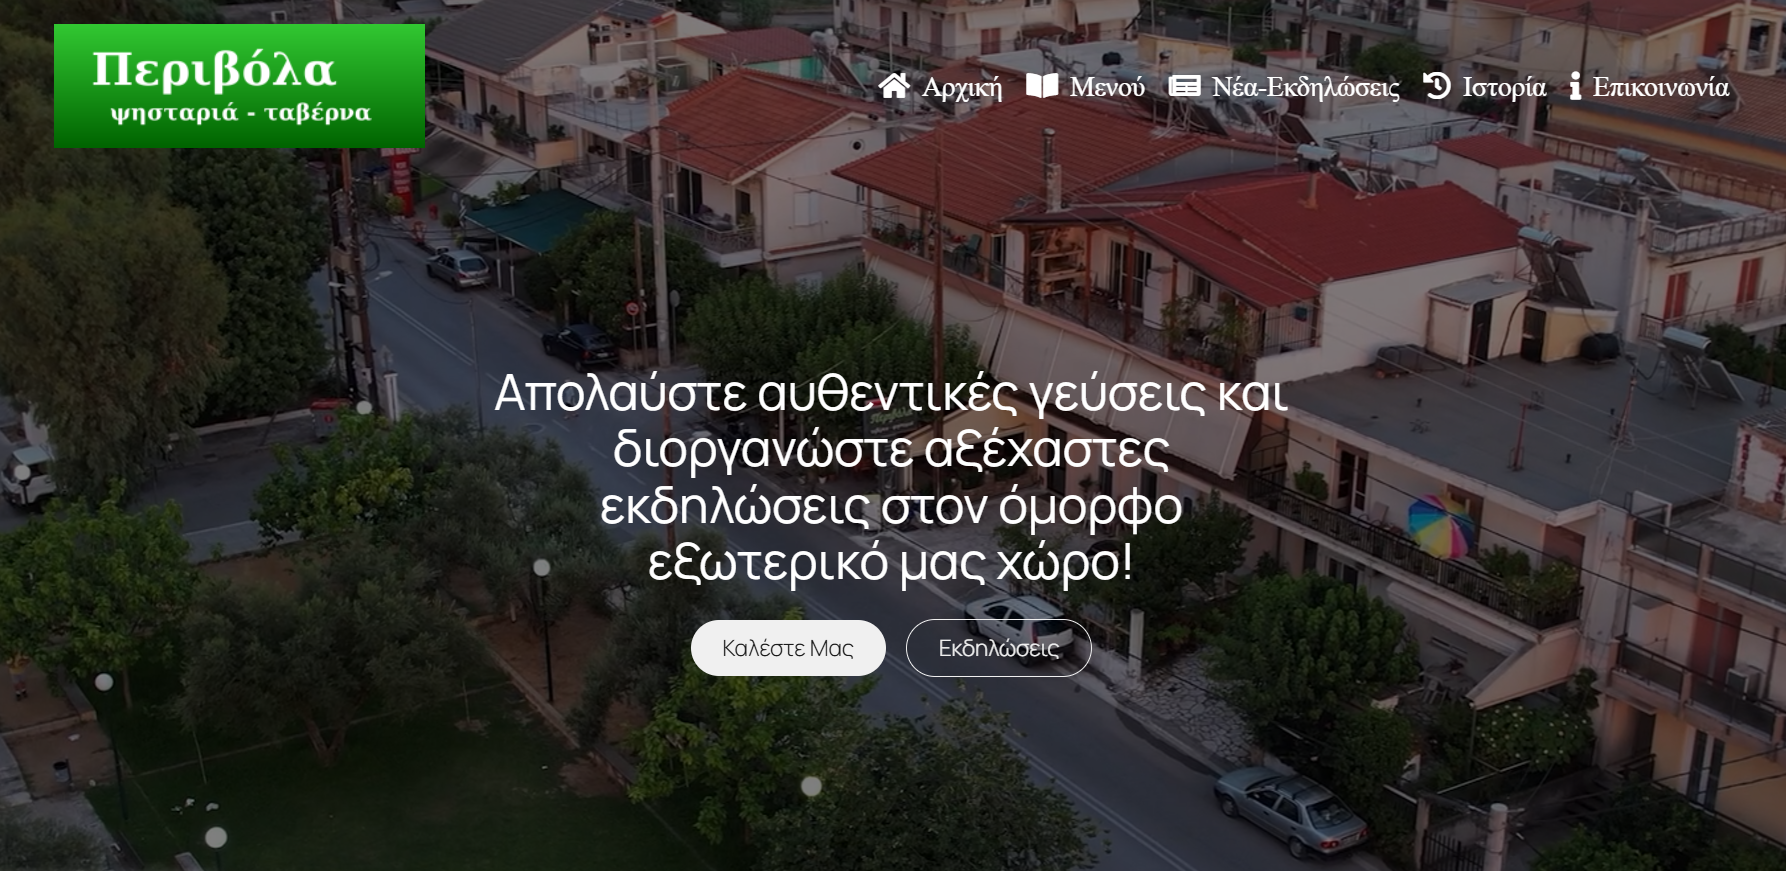 Περιβόλα
ψησταριά - ταβέρνα
Αρχική Μενού Νέα-Εκδηλώσεις Ιστορία Επικοινωνία
Απολαύστε αυθεντικές γεύσεις και
διοργανώστε αξέχαστες
εκδηλώσεις στον όμορφο
εξωτερικό μας χώρο!
Καλέστε Μας Εκδηλώσεις